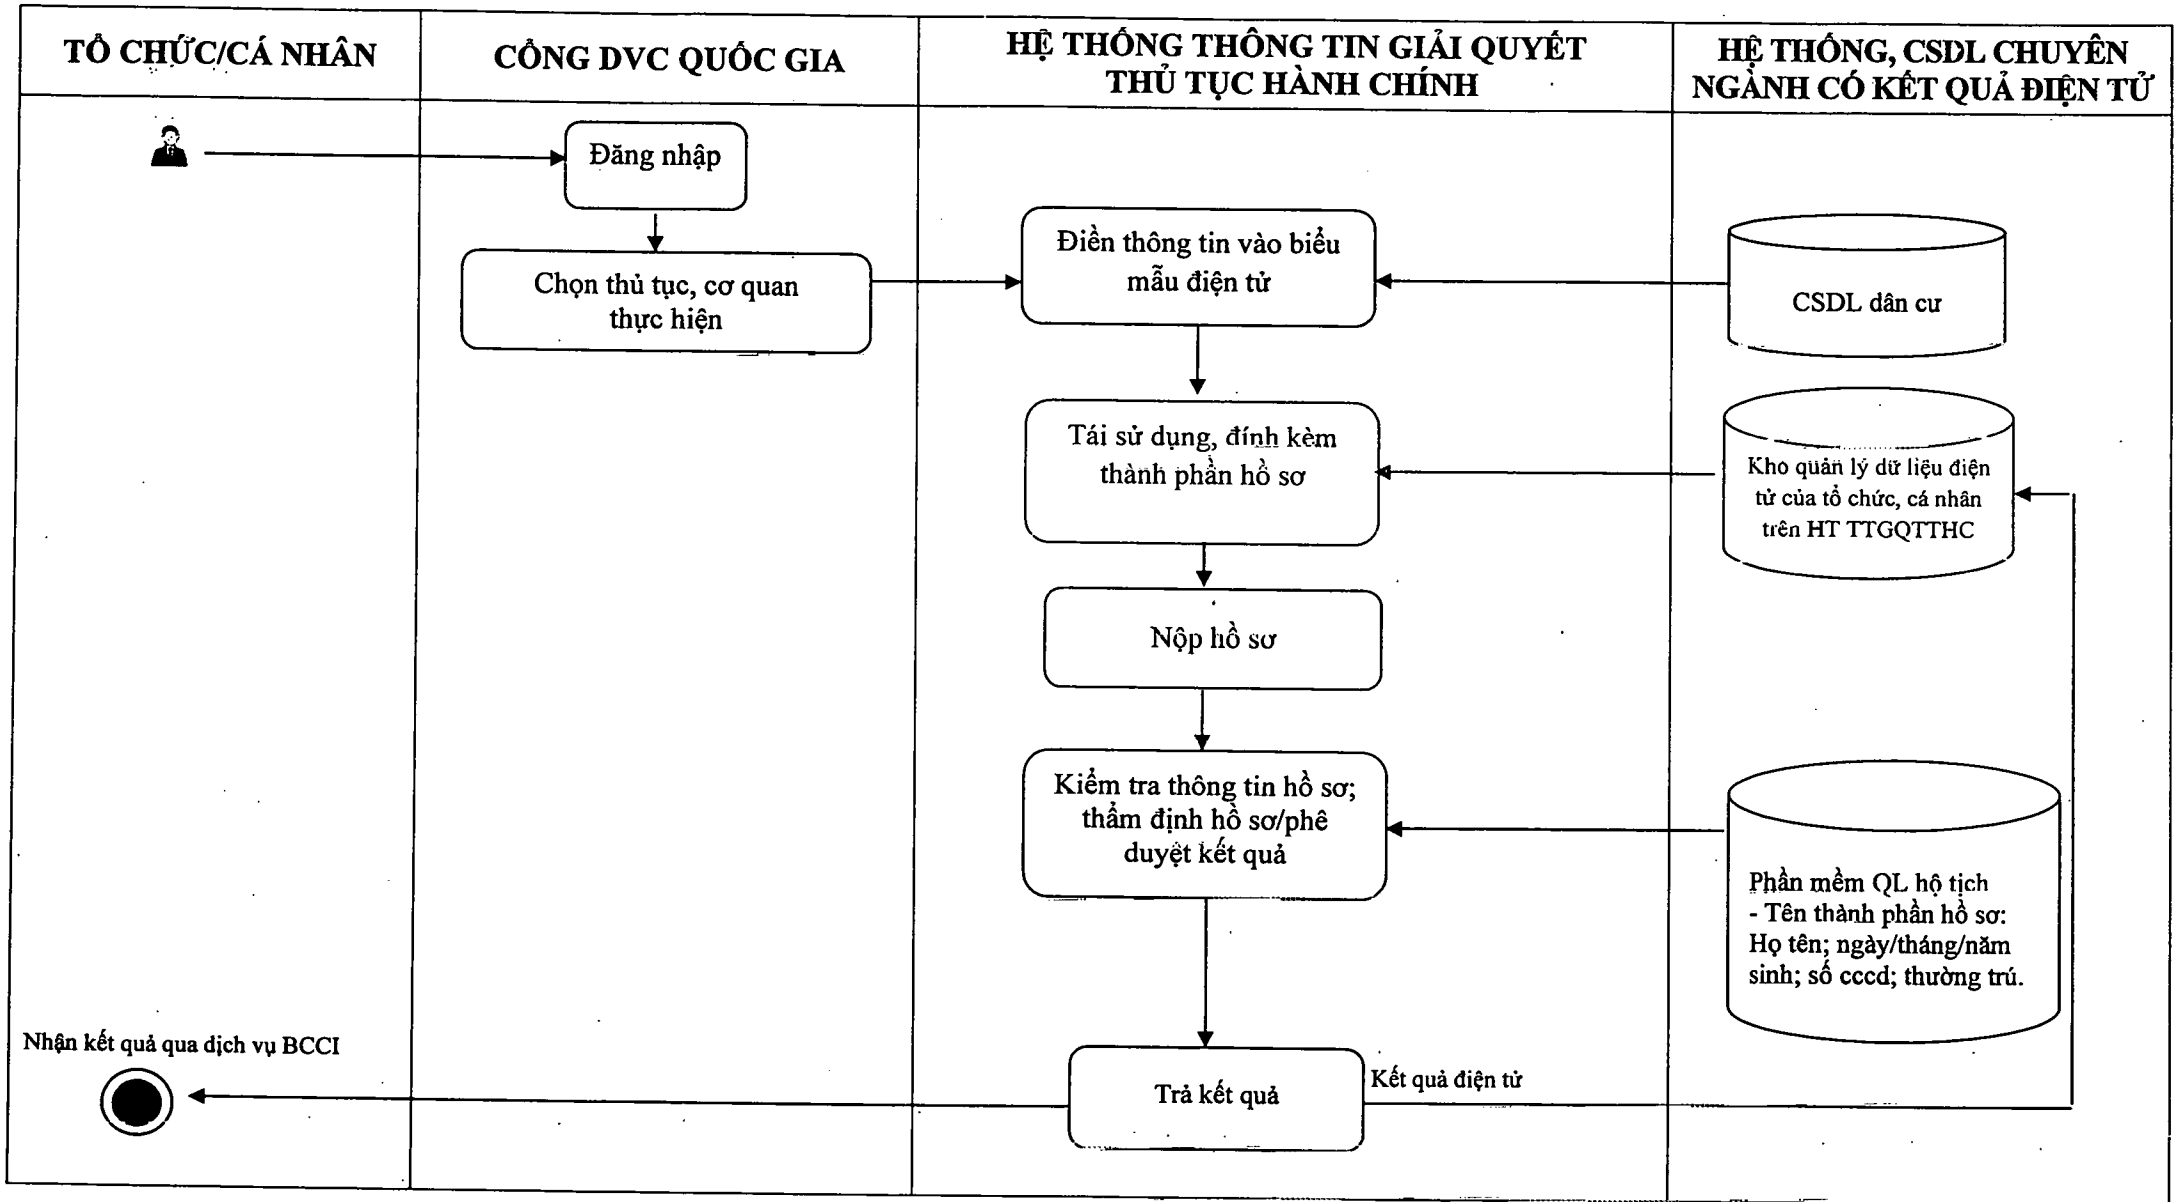 TỔ CHỨC/CÁ NHÂN
CỔNG DVC QUỐC GIA
HỆ THỐNG THÔNG TIN GIẢI QUYẾT
THỦ TỤC HÀNH CHÍNH
HỆ THỐNG, CSDL CHUYÊN
NGÀNH CÓ KẾT QUẢ ĐIỆN TỬ
Đăng nhập
Chọn thủ tục, cơ quan
thực hiện
Điền thông tin vào biểu
mẫu điện tử
CSDL dân cư
Tái sử dụng, đính kèm
thành phần hồ sơ
Kho quản lý dữ liệu điện
tử của tổ chức, cá nhân
trên HT TTGQTTHC
Nộp hồ sơ
Kiểm tra thông tin hồ sơ;
thẩm định hồ sơ/phê
duyệt kết quả
Phần mềm QL hộ tịch
- Tên thành phần hồ sơ:
Họ tên; ngày/tháng/năm
sinh; số cccd; thường trú.
Nhận kết quả qua dịch vụ BCCI
Trả kết quả
Kết quả điện tử